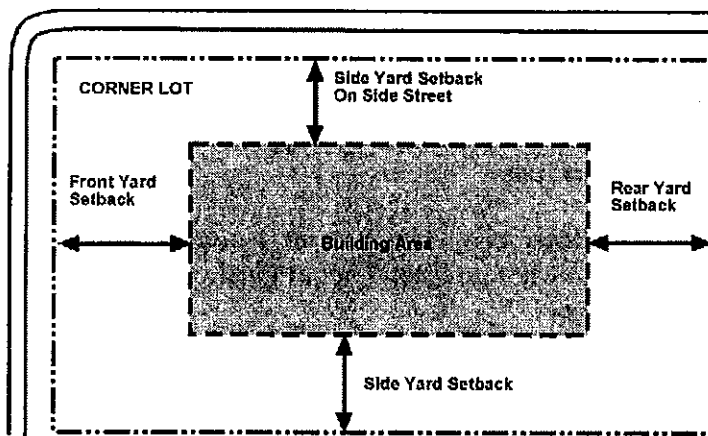 CORNER LOT
Side Yard Setback
On Side Street
Front Yard
Setback
Rear Yard
Setback
Building Area
Side Yard Setback